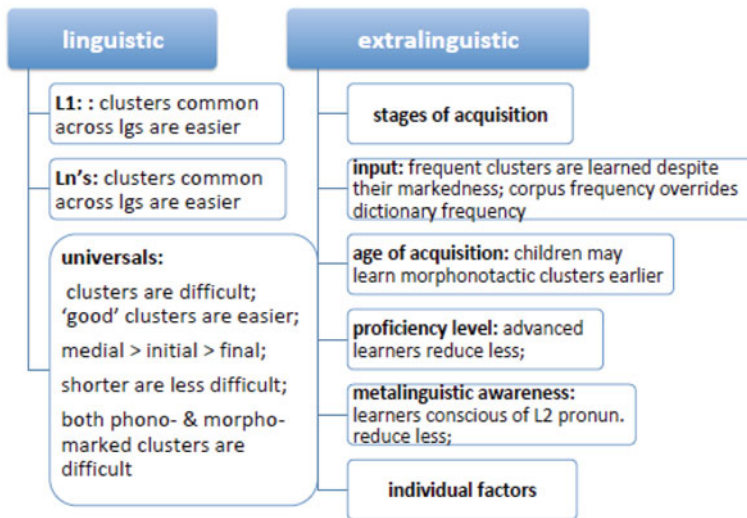 linguistic
L1: : clusters common
across lgs are easier
Ln's: clusters common
across lgs are easier
universals:
clusters are difficult;
‘good’ clusters are easier;
medial > initial > final;
shorter are less difficult;
both phono- & morpho-
marked clusters are
difficult
extralinguistic
stages of acquisition
input: frequent clusters are learned despite
their markedness; corpus frequency overrides
dictionary frequency
age of acquisition: children may
learn morphonotactic clusters earlier
proficiency level: advanced
learners reduce less;
metalinguistic awareness:
learners conscious of L2 pronun.
reduce less;
individual factors